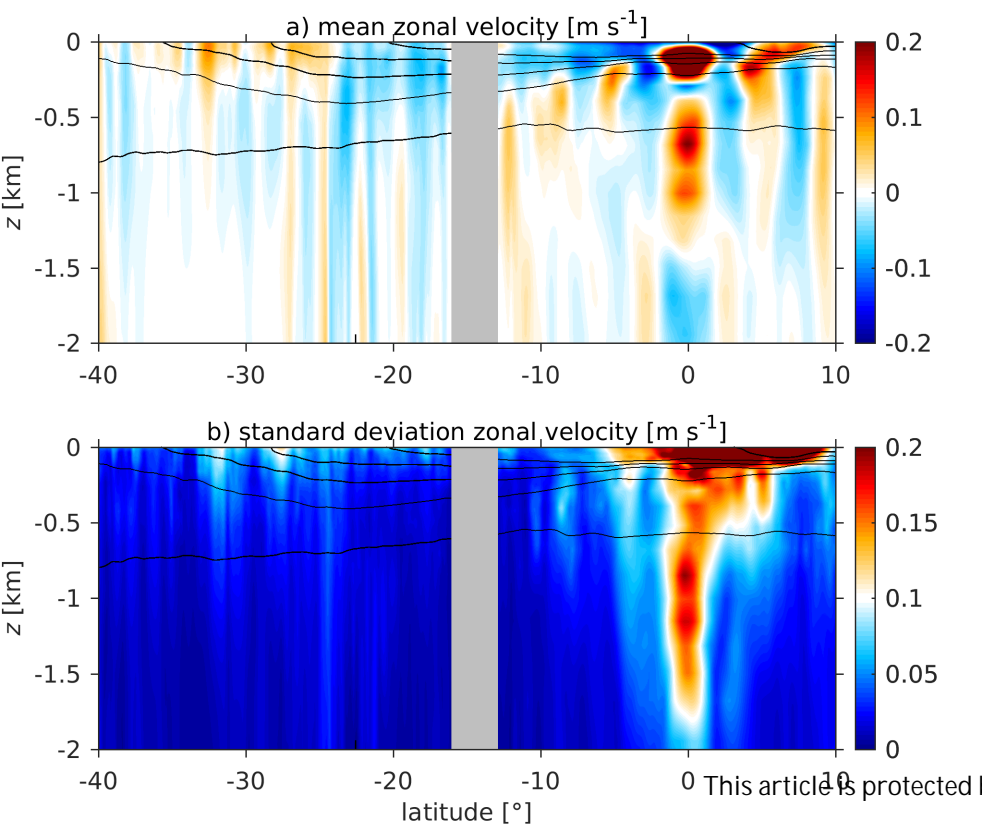 a) mean zonal velocity [m s-1]
0
-0.5
-1
-1.5
-2
z [km]
-40 -30 -20 -10 0 10
0.2
0.1
0
-0.1
-0.2
b) standard deviation zonal velocity [m s-1]
0
-0.5
-1
-1.5
-2
z [km]
-40 -30 -20 -10 0 10
latitude [°]
0.2
0.15
0.1
0.05
0
This article is protected